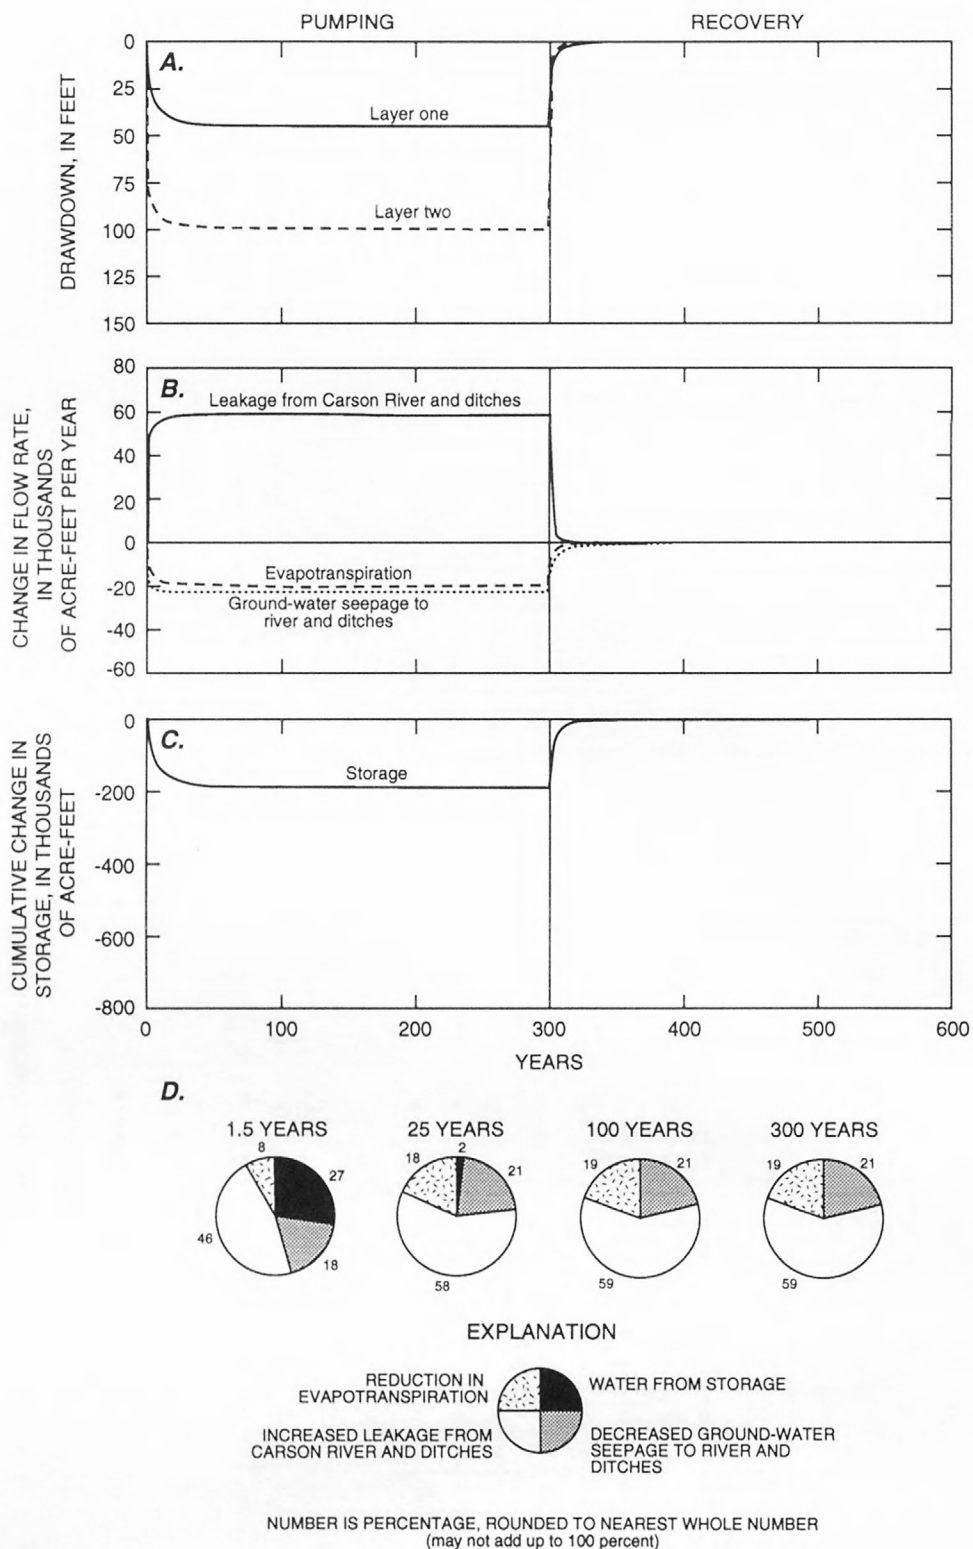 PUMPING
RECOVERY
A.
0
25
50
75
100
125
150
DRAWDOWN, IN FEET
Layer one
Layer two
B.
80
60
40
20
0
-20
-40
-60
CHANGE IN FLOW RATE,
IN THOUSANDS
OF ACRE-FEET PER YEAR
Leakage from Carson River and ditches
Evapotranspiration
Ground-water seepage to
river and ditches
C.
0
-200
-400
-600
-800
CUMULATIVE CHANGE IN
STORAGE, IN THOUSANDS
OF ACRE-FEET
Storage
0 100 200 300 400 500 600
YEARS
D.
1.5 YEARS
8
27
46
18
25 YEARS
18
2
21
58
100 YEARS
19
21
59
300 YEARS
19
21
59
EXPLANATION
REDUCTION IN
EVAPOTRANSPIRATION
WATER FROM STORAGE
INCREASED LEAKAGE FROM
CARSON RIVER AND DITCHES
DECREASED GROUND-WATER
SEEPAGE TO RIVER AND
DITCHES
NUMBER IS PERCENTAGE, ROUNDED TO NEAREST WHOLE NUMBER
(may not add up to 100 percent)